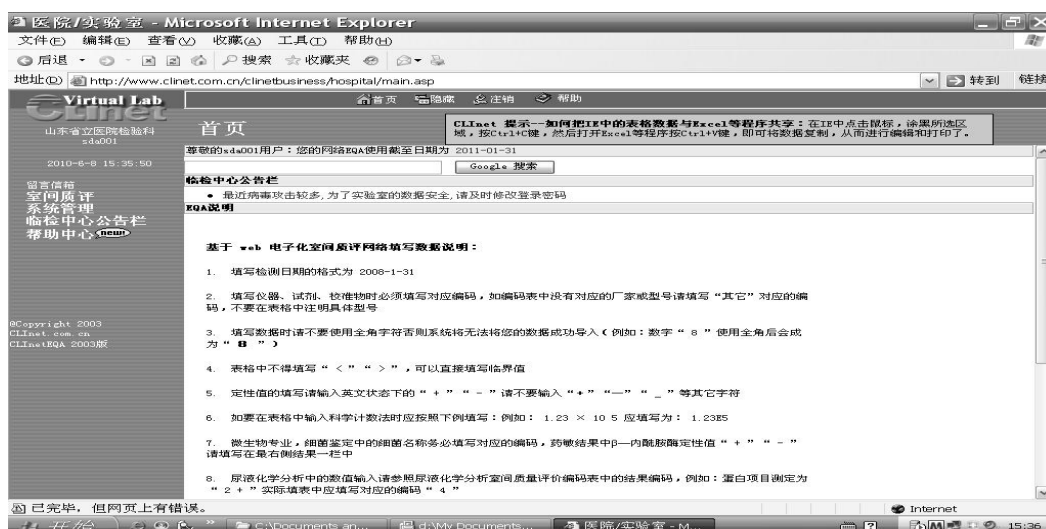 医院/实验室 - Microsoft Internet Explorer
文件(F) 编辑(E) 查看(V) 收藏(A) 工具(T) 帮助(H)
后退 搜索 收藏夹
地址(D) http://www.clinet.com.cn/clinetbusiness/hospital/main.asp 转到 链接
Virtual Lab
CLInet
首页 隐藏 注销 帮助
山东省立医院检验科
sda001
2010-6-8 15:35:50
留言信箱
室间质评
系统管理
临检中心公告栏
帮助中心 new
@Copyright 2003
CLInet.com.cn
CLInetEQA 2003版
首页
CLInet 提示--如何把IE中的表格数据与Excel等程序共享：在IE中点击鼠标，涂黑所选区
域，按Ctrl+C键，然后打开Excel等程序按Ctrl+V键，即可将数据复制，从而进行编辑和打印了。
尊敬的sda001用户：您的网络EQA使用截至日期为 2011-01-31
Google 搜索
临检中心公告栏
• 最近病毒攻击较多,为了实验室的数据安全,请及时修改登录密码
EQA说明
基于 web 电子化室间质评网络填写数据说明：
1. 填写检测日期的格式为 2008-1-31
2. 填写仪器、试剂、校准物时必须填写对应编码，如编码表中没有对应的厂家或型号请填写“其它”对应的编
码，不要在表格中注明具体型号
3. 填写数据时请不要使用全角字符否则系统将无法将您的数据成功导入(例如：数字“ 8 ”使用全角后会成
为“ ８ ”)
4. 表格中不得填写“ < ” “ > ”，可以直接填写临界值
5. 定性值的填写请输入英文状态下的“ + ” “ - ”请不要输入“＋” “—” “ _ ”等其它字符
6. 如要在表格中输入科学计数法时应按照下例填写：例如： 1.23 × 10 5 应填写为： 1.23E5
7. 微生物专业，细菌鉴定中的细菌名称务必填写对应的编码，药敏结果中β—内酰胺酶定性值“ + ” “ - ”
请填写在最右侧结果一栏中
8. 尿液化学分析中的数值输入请参照尿液化学分析室间质量评价编码表中的结果编码，例如：蛋白项目测定为
“ 2 + ”实际填表中应填写对应的编码“ 4 ”
已完毕，但网页上有错误。 Internet
开始 C:\Documents an... d:\My Documents... 医院/实验室 - M... 15:36